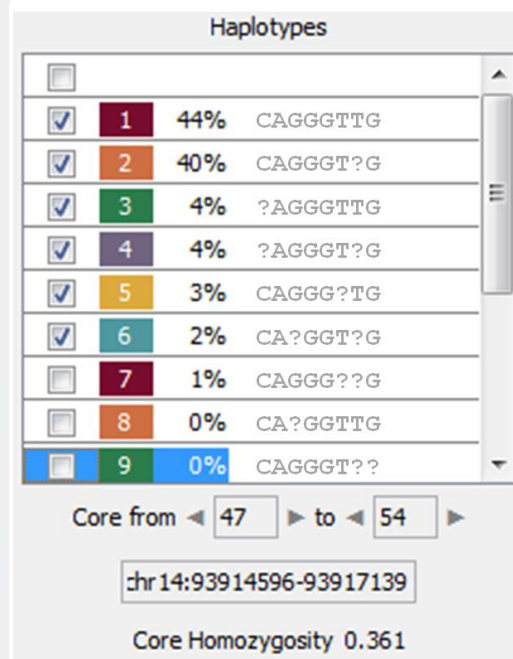 Haplotypes
1 44% CAGGGTTG
2 40% CAGGGT?G
3 4% ?AGGGTTG
4 4% ?AGGGT?G
5 3% CAGGG?TG
6 2% CA?GGT?G
7 1% CAGGG??G
8 0% CA?GGTTG
9 0% CAGGGT??
Core from 47 to 54
chr14:93914596-93917139
Core Homozygosity 0.361